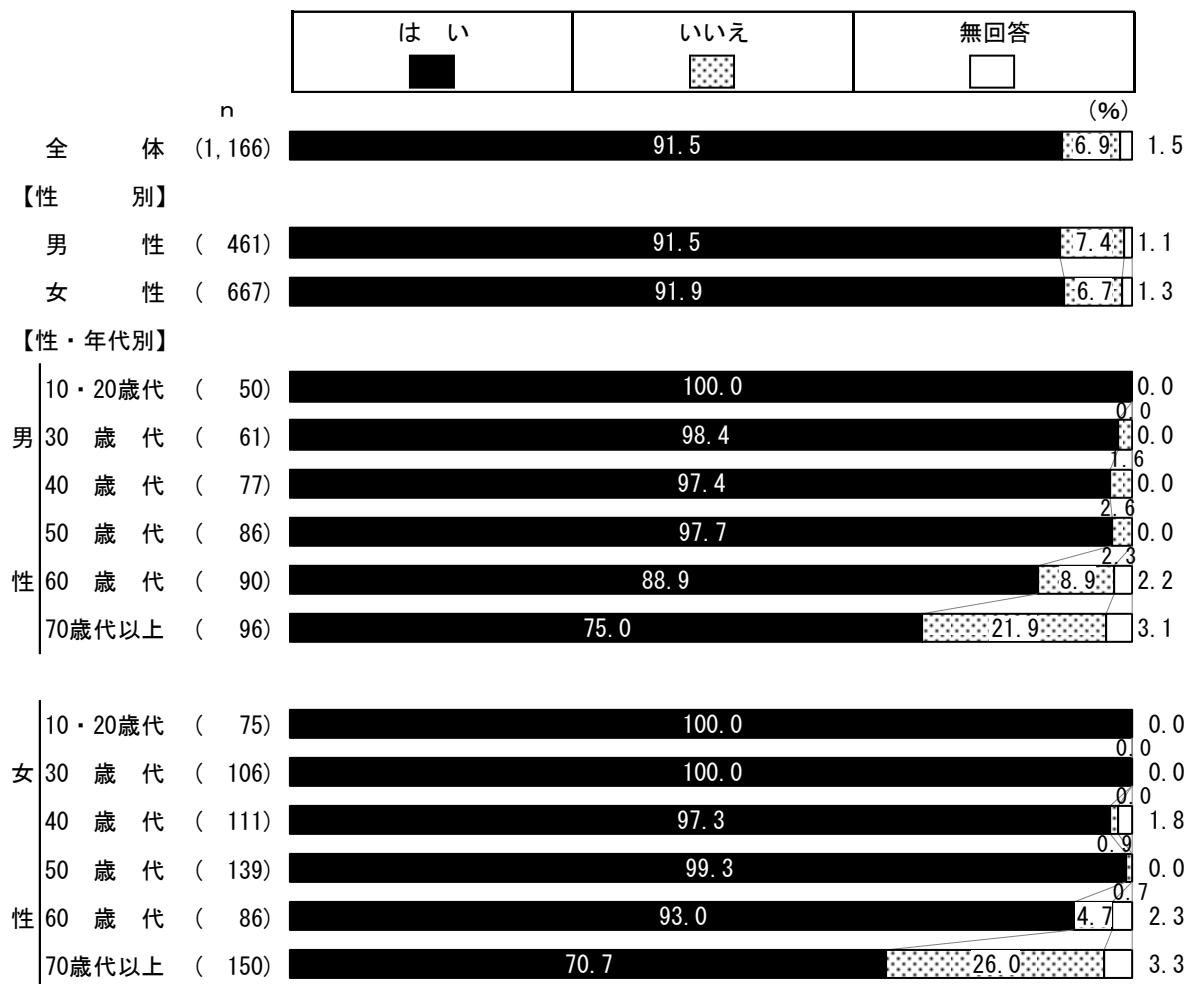 は い いいえ 無回答
n (%)
全 体 (1,166) 91.5 6.9 1.5
【性 別】
男 性 ( 461) 91.5 7.4 1.1
女 性 ( 667) 91.9 6.7 1.3
【性・年代別】
男性
10・20歳代 ( 50) 100.0 0.0
0.0
30 歳 代 ( 61) 98.4 0.0
1.6
40 歳 代 ( 77) 97.4 0.0
2.6
50 歳 代 ( 86) 97.7 0.0
2.3
60 歳 代 ( 90) 88.9 8.9 2.2
70歳代以上 ( 96) 75.0 21.9 3.1
女性
10・20歳代 ( 75) 100.0 0.0
0.0
30 歳 代 ( 106) 100.0 0.0
0.0
40 歳 代 ( 111) 97.3 1.8
0.9
50 歳 代 ( 139) 99.3 0.0
0.7
60 歳 代 ( 86) 93.0 4.7 2.3
70歳代以上 ( 150) 70.7 26.0 3.3